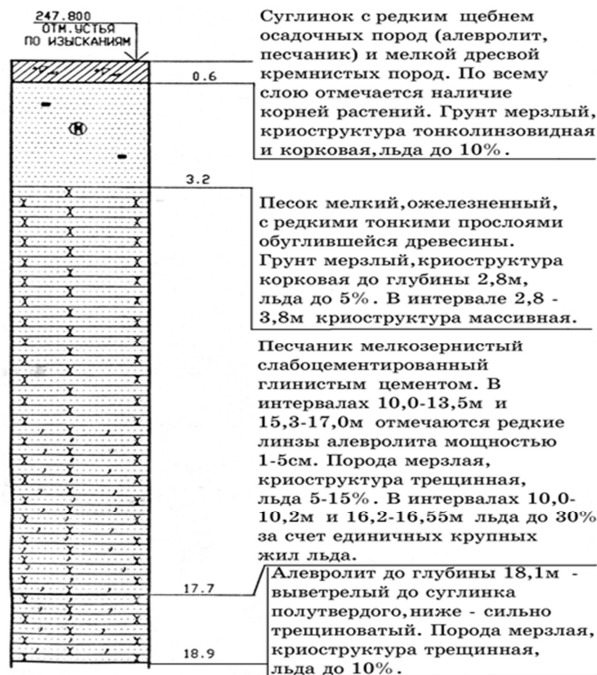 247.800
ОТМ.УСТЬЯ
ПО ИЗЫСКАНИЯМ
Суглинок с редким щебнем
осадочных пород (алевролит,
песчаник) и мелкой дресвой
кремнистых пород. По всему
слою отмечается наличие
корней растений. Грунт мерзлый,
криоструктура тонколинзовидная
и корковая,льда до 10%.
0.6
М
3.2
Песок мелкий,ожелезненный,
с редкими тонкими прослоями
обуглившейся древесины.
Грунт мерзлый,криоструктура
корковая до глубины 2,8м,
льда до 5%. В интервале 2,8 -
3,8м криоструктура массивная.
Песчаник мелкозернистый
слабоцементированный
глинистым цементом. В
интервалах 10,0-13,5м и
15,3-17,0м отмечаются редкие
линзы алевролита мощностью
1-5см. Порода мерзлая,
криоструктура трещинная,
льда 5-15%. В интервалах 10,0-
10,2м и 16,2-16,55м льда до 30%
за счет единичных крупных
жил льда.
17.7
Алевролит до глубины 18,1м -
выветрелый до суглинка
полутвердого,ниже - сильно
трещиноватый. Порода мерзлая,
криоструктура трещинная,
льда до 10%.
18.9